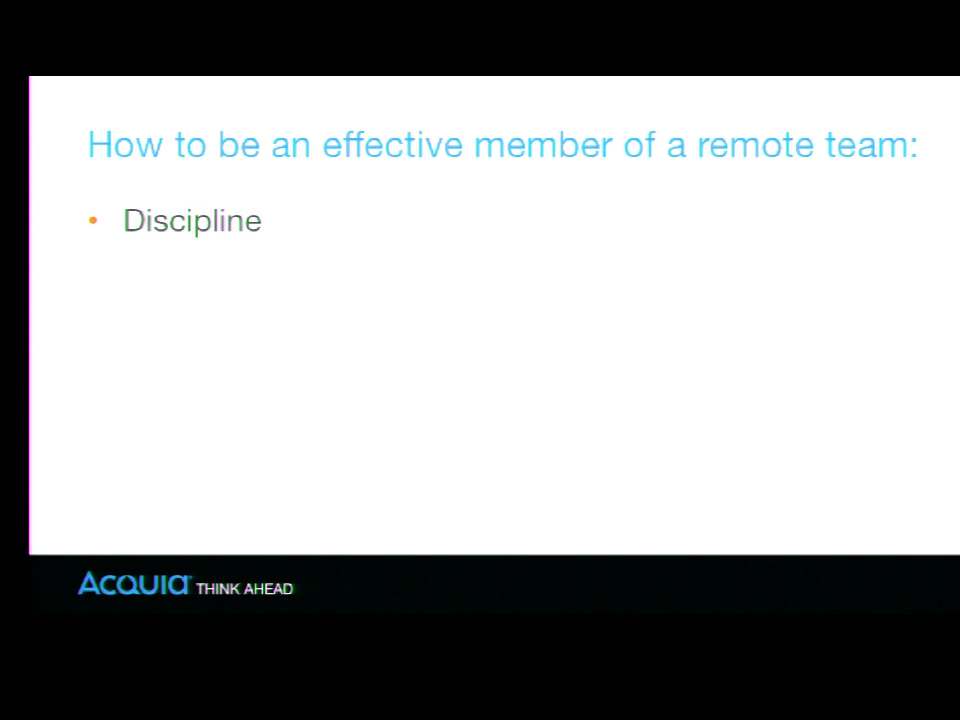 How to be an effective member of a remote team:
• Discipline
Acquia THINK AHEAD